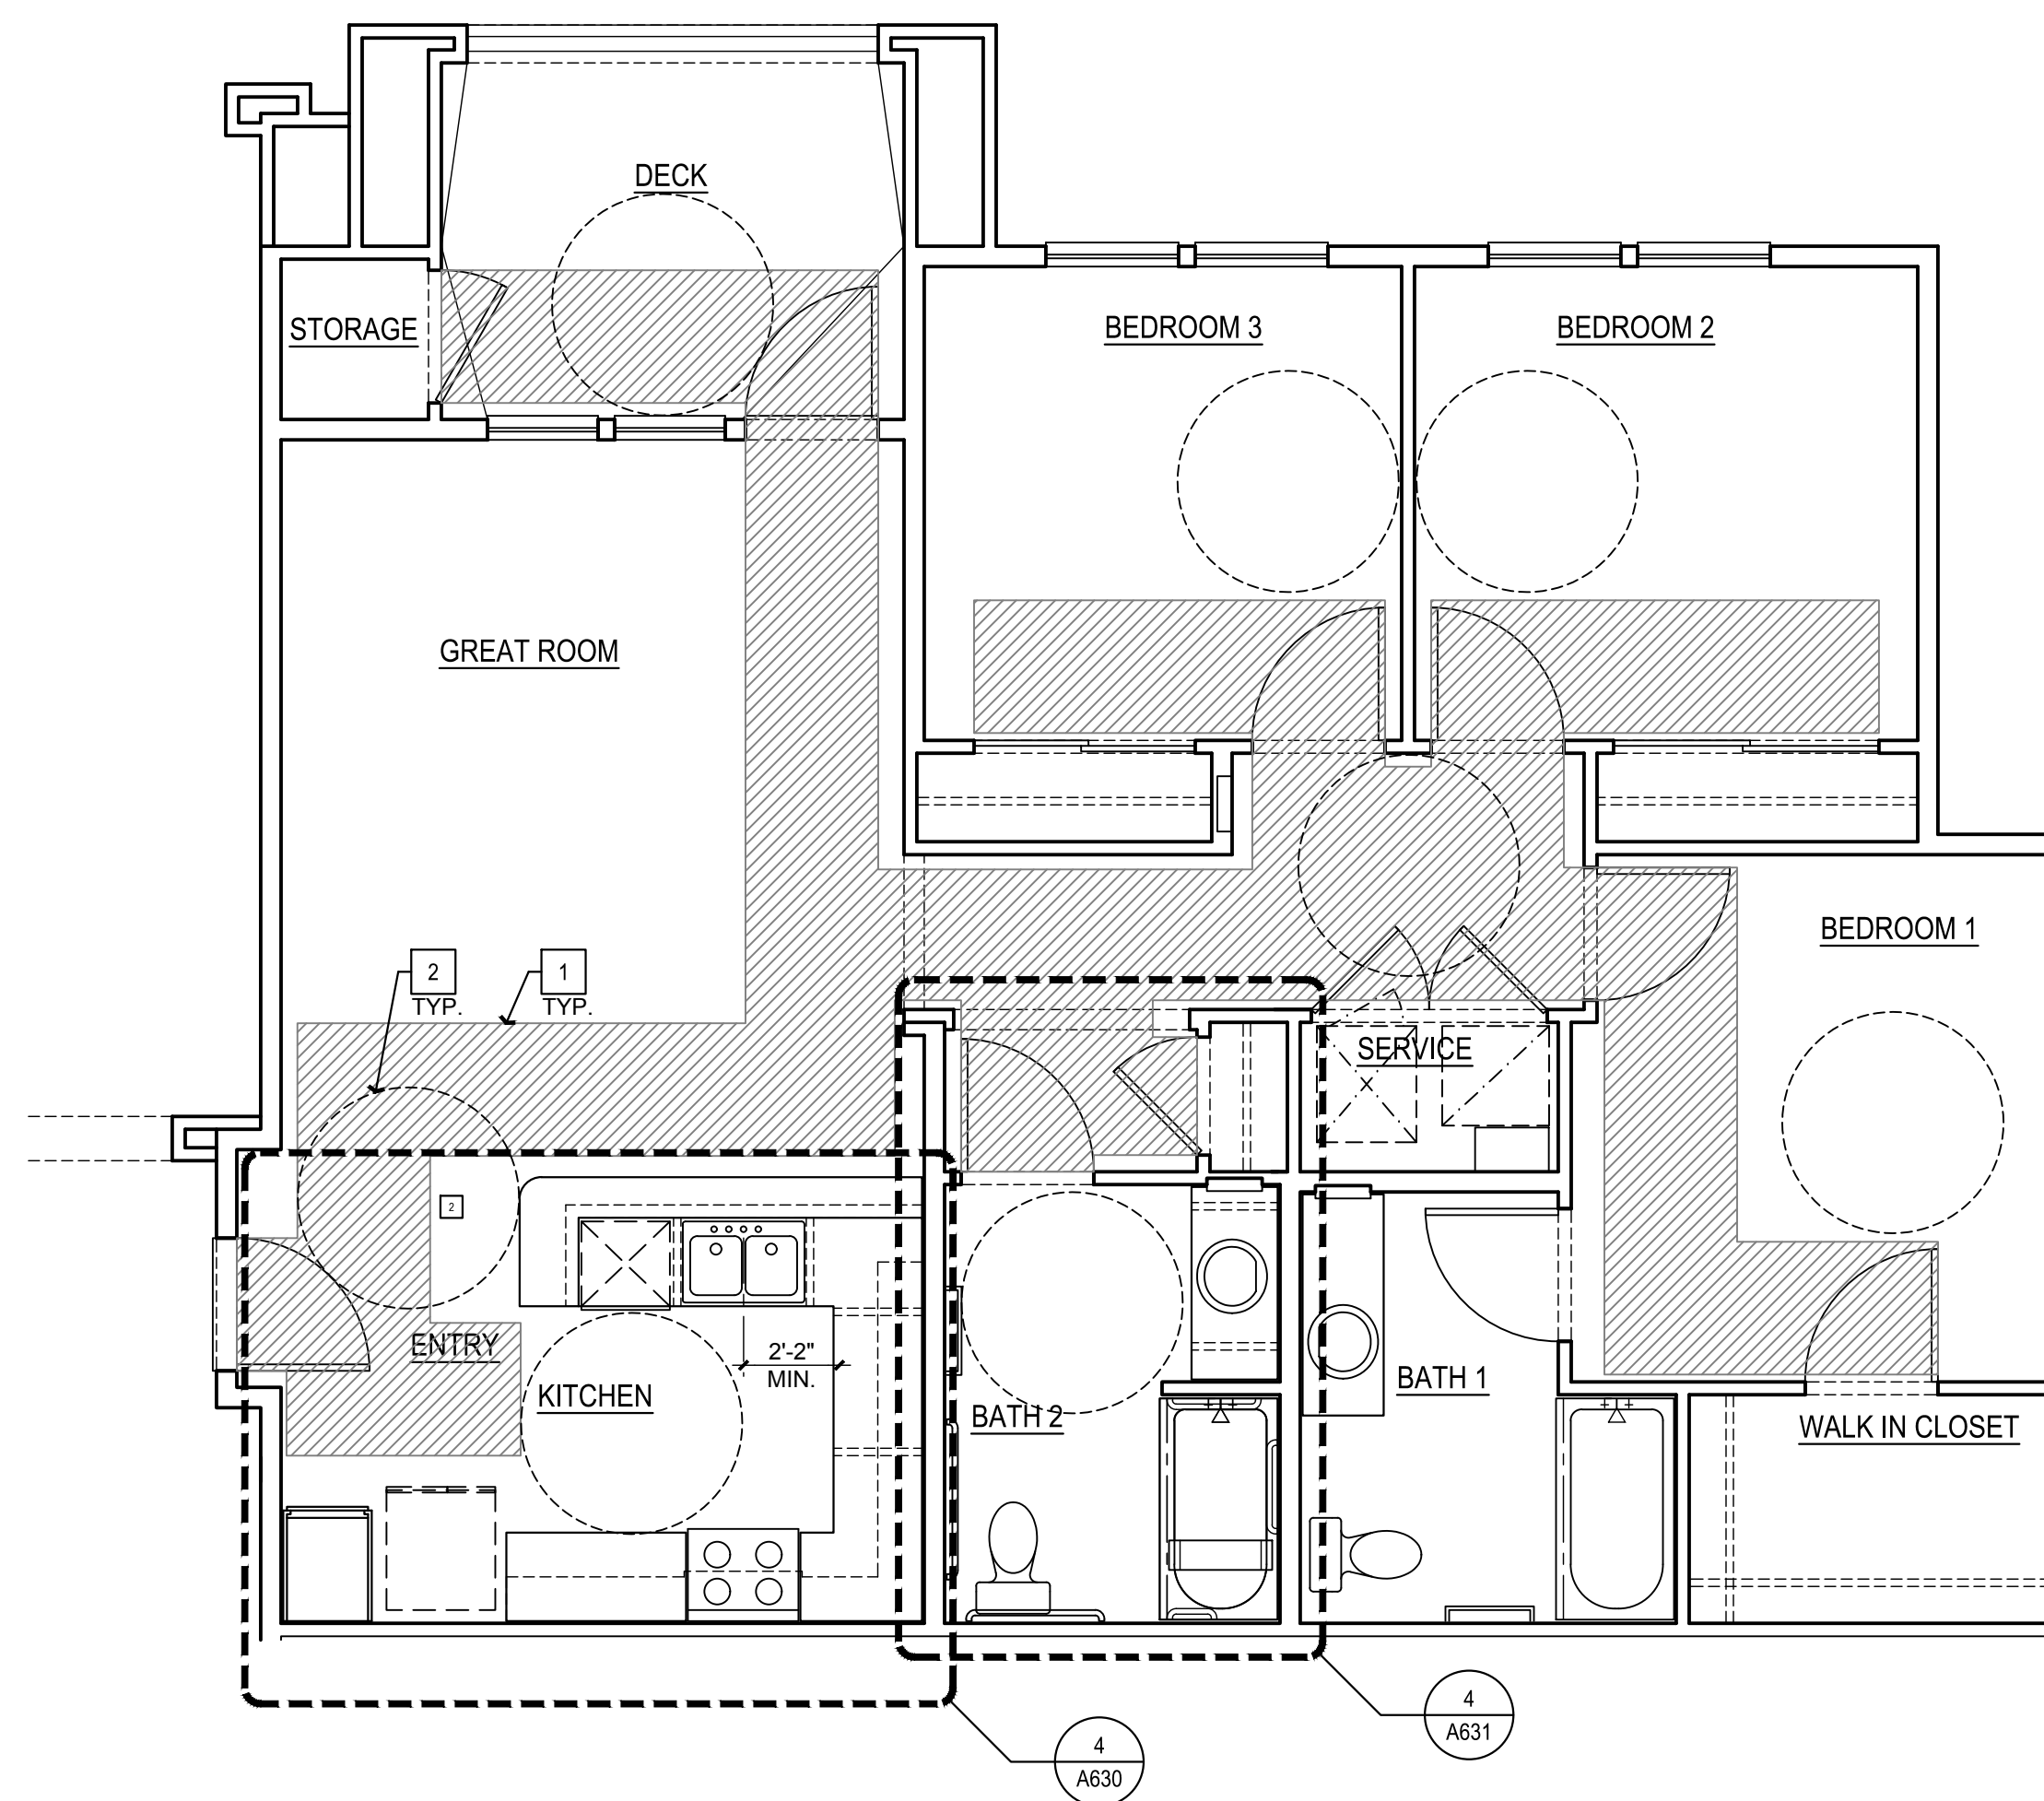 DECK
STORAGE
BEDROOM 3
BEDROOM 2
GREAT ROOM
BEDROOM 1
2
TYP.
1
TYP.
SERVICE
2
ENTRY
2'-2"
MIN.
KITCHEN
BATH 1
BATH 2
WALK IN CLOSET
4
A631
4
A630